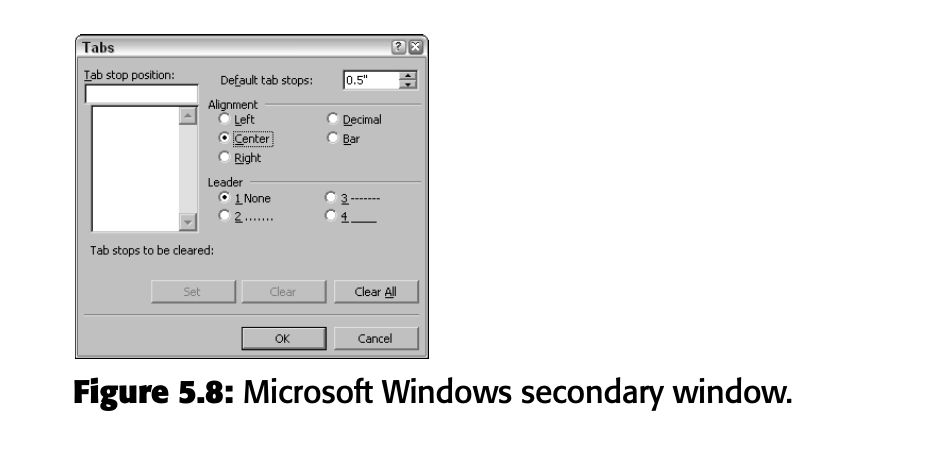 Tabs
Tab stop position:
Default tab stops:
0.5"
Alignment
Left
Decimal
Center
Bar
Right
Leader
1 None
3 -------
2 .......
4 ____
Tab stops to be cleared:
Set
Clear
Clear All
OK
Cancel
Figure 5.8: Microsoft Windows secondary window.